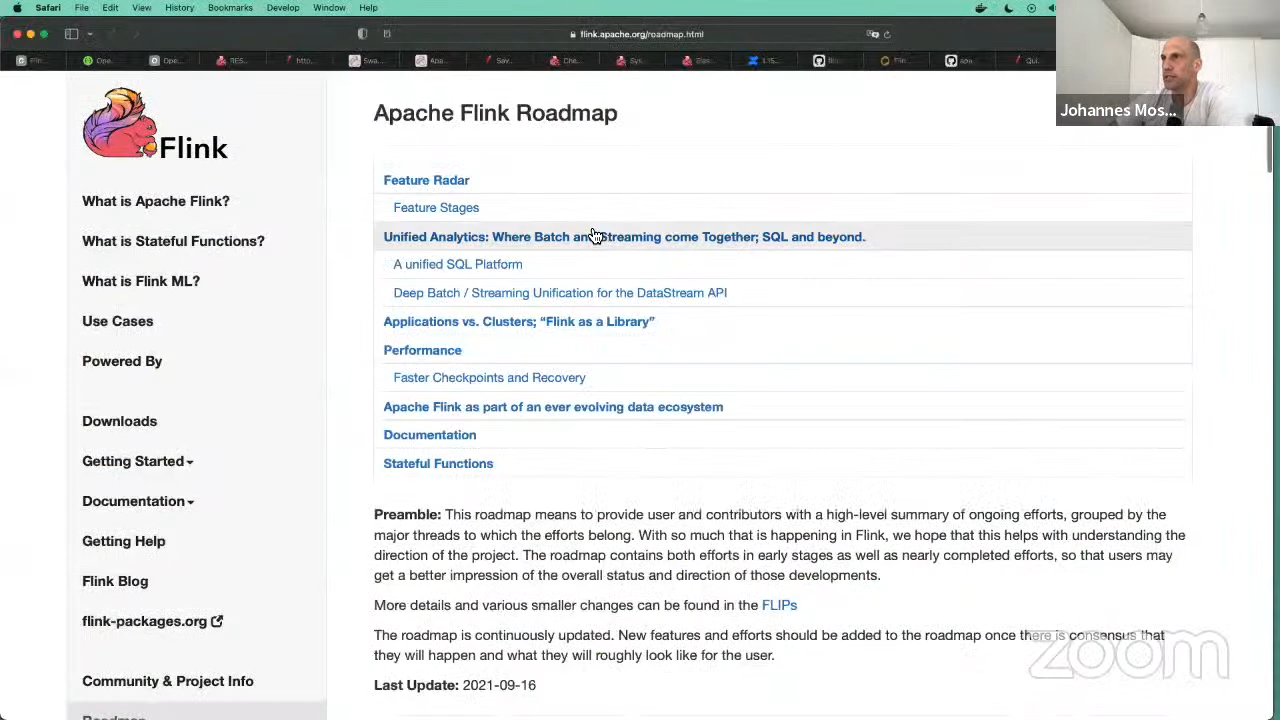 Safari File Edit View History Bookmarks Develop Window Help
flink.apache.org/roadmap.html
Johannes Mos...
Flink
What is Apache Flink?
What is Stateful Functions?
What is Flink ML?
Use Cases
Powered By
Downloads
Getting Started
Documentation
Getting Help
Flink Blog
flink-packages.org
Community & Project Info
Roadmap
Apache Flink Roadmap
Feature Radar
Feature Stages
Unified Analytics: Where Batch and Streaming come Together; SQL and beyond.
A unified SQL Platform
Deep Batch / Streaming Unification for the DataStream API
Applications vs. Clusters; “Flink as a Library”
Performance
Faster Checkpoints and Recovery
Apache Flink as part of an ever evolving data ecosystem
Documentation
Stateful Functions
Preamble: This roadmap means to provide user and contributors with a high-level summary of ongoing efforts, grouped by the
major threads to which the efforts belong. With so much that is happening in Flink, we hope that this helps with understanding the
direction of the project. The roadmap contains both efforts in early stages as well as nearly completed efforts, so that users may
get a better impression of the overall status and direction of those developments.
More details and various smaller changes can be found in the FLIPs
The roadmap is continuously updated. New features and efforts should be added to the roadmap once there is consensus that
they will happen and what they will roughly look like for the user.
Last Update: 2021-09-16
zoom